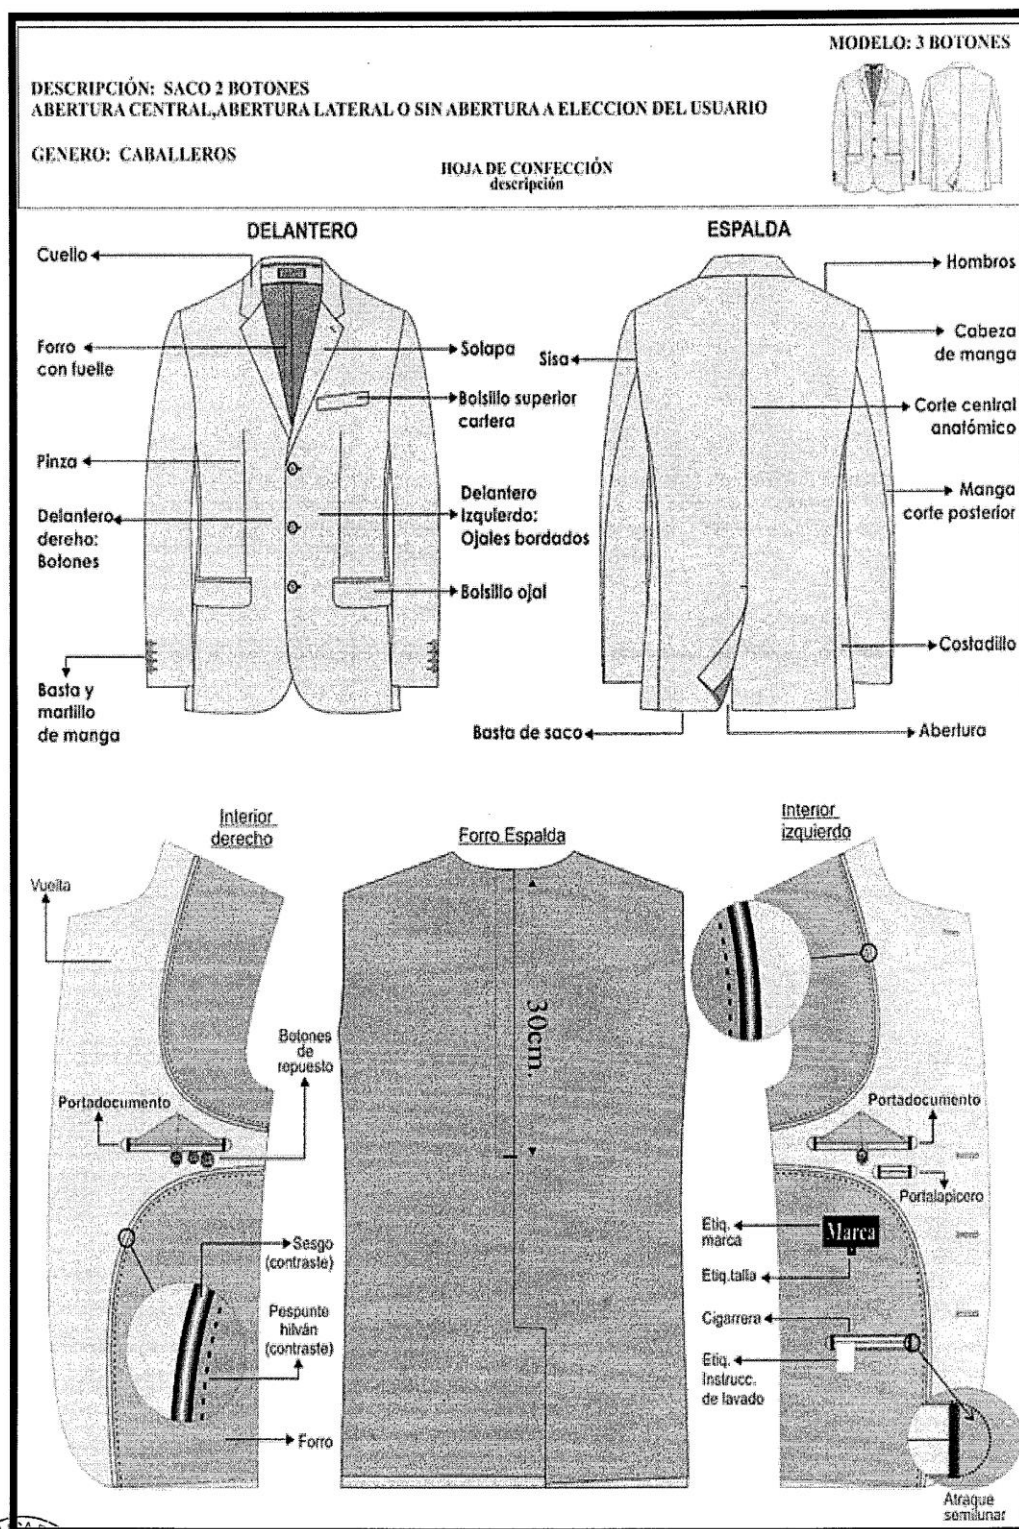 MODELO: 3 BOTONES
DESCRIPCIÓN: SACO 2 BOTONES
ABERTURA CENTRAL,ABERTURA LATERAL O SIN ABERTURA A ELECCION DEL USUARIO
GENERO: CABALLEROS
HOJA DE CONFECCIÓN
descripción
DELANTERO
Cuello
Forro
con fuelle
Solapa
Bolsillo superior
cartera
Pinza
Delantero
dereho:
Botones
Delantero
Izquierdo:
Ojales bordados
Bolsillo ojal
Basta y
martillo
de manga
ESPALDA
Hombros
Cabeza
de manga
Sisa
Corte central
anatómico
Manga
corte posterior
Costadillo
Basta de saco
Abertura
Interior
derecho
Vuelta
Botones
de
repuesto
Portadocumento
Sesgo
(contraste)
Pespunte
hilván
(contraste)
Forro
Forro Espalda
30cm.
Interior
izquierdo
Portadocumento
Portalapicero
Etiq.
marca
Marca
Etiq.talla
Cigarrera
Etiq.
Instrucc.
de lavado
Atraque
semilunar